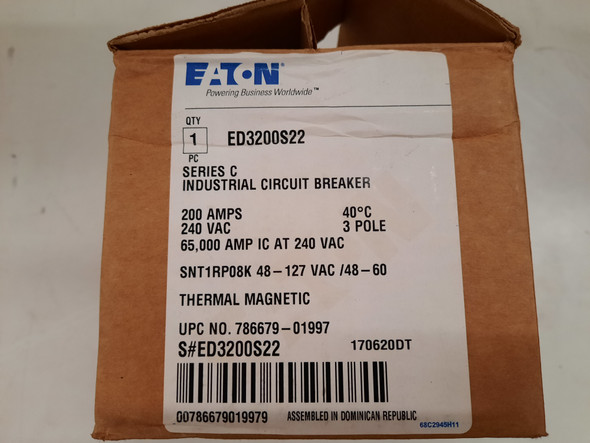 EATON
Powering Business Worldwide™
QTY
1 ED3200S22
PC
SERIES C
INDUSTRIAL CIRCUIT BREAKER
200 AMPS 40°C
240 VAC 3 POLE
65,000 AMP IC AT 240 VAC
SNT1RP08K 48-127 VAC /48-60
THERMAL MAGNETIC
UPC NO. 786679-01997
S#ED3200S22 170620DT
00786679019979 ASSEMBLED IN DOMINICAN REPUBLIC
68C2945H11